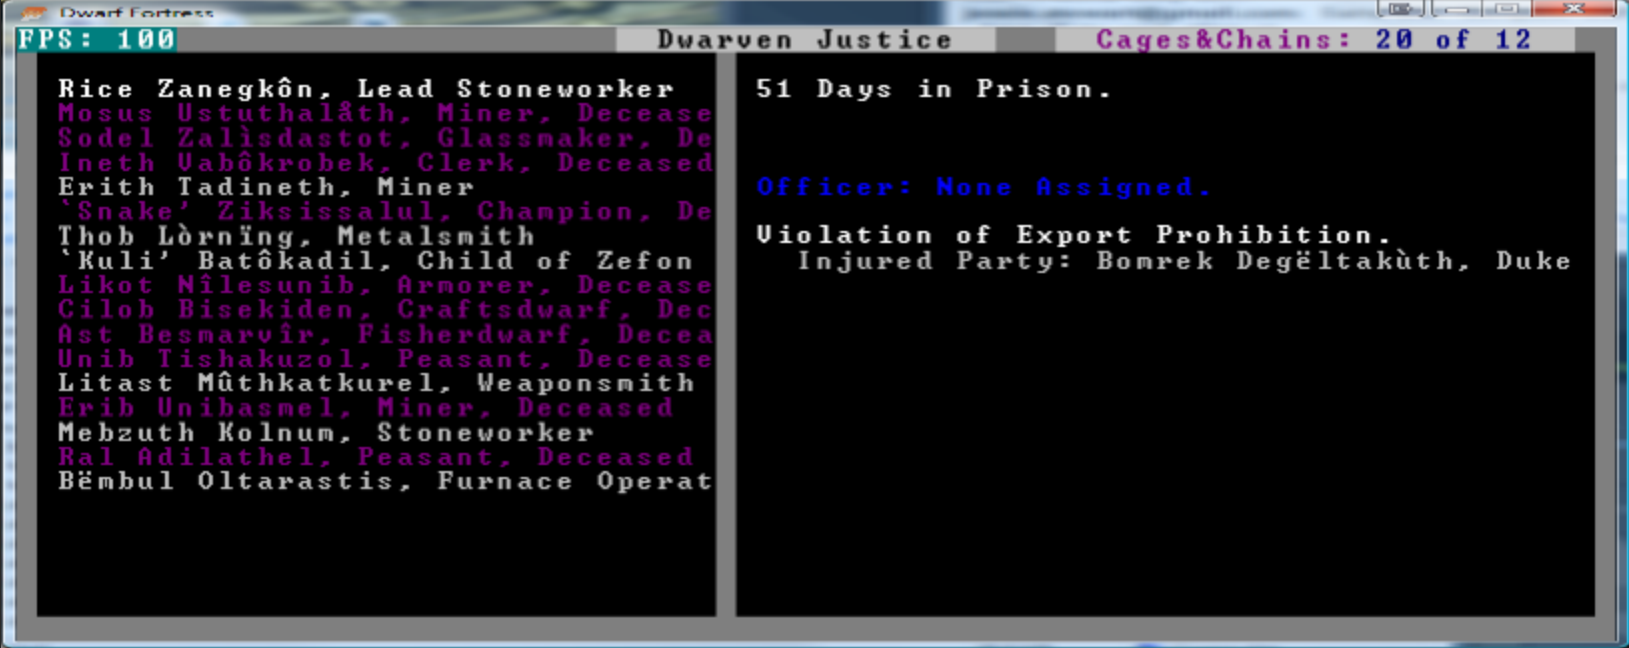 Dwarf Fortress
FPS: 100
Dwarven Justice
Cages&Chains: 20 of 12
Rice Zanegkôn, Lead Stoneworker
Mosus Ustuthalåth, Miner, Decease
Sodel Zalìsdastot, Glassmaker, De
Ineth Vabôkrobek, Clerk, Deceased
Erith Tadineth, Miner
`Snake' Ziksissalul, Champion, De
Thob Lòrnïng, Metalsmith
`Kuli' Batôkadil, Child of Zefon
Likot Nîlesunib, Armorer, Decease
Cilob Bisekiden, Craftsdwarf, Dec
Ast Besmarvîr, Fisherdwarf, Decea
Unib Tishakuzol, Peasant, Decease
Litast Mûthkatkurel, Weaponsmith
Erib Unibasmel, Miner, Deceased
Mebzuth Kolnum, Stoneworker
Ral Adilathel, Peasant, Deceased
Bëmbul Oltarastis, Furnace Operat
51 Days in Prison.
Officer: None Assigned.
Violation of Export Prohibition.
Injured Party: Bomrek Degëltakùth, Duke